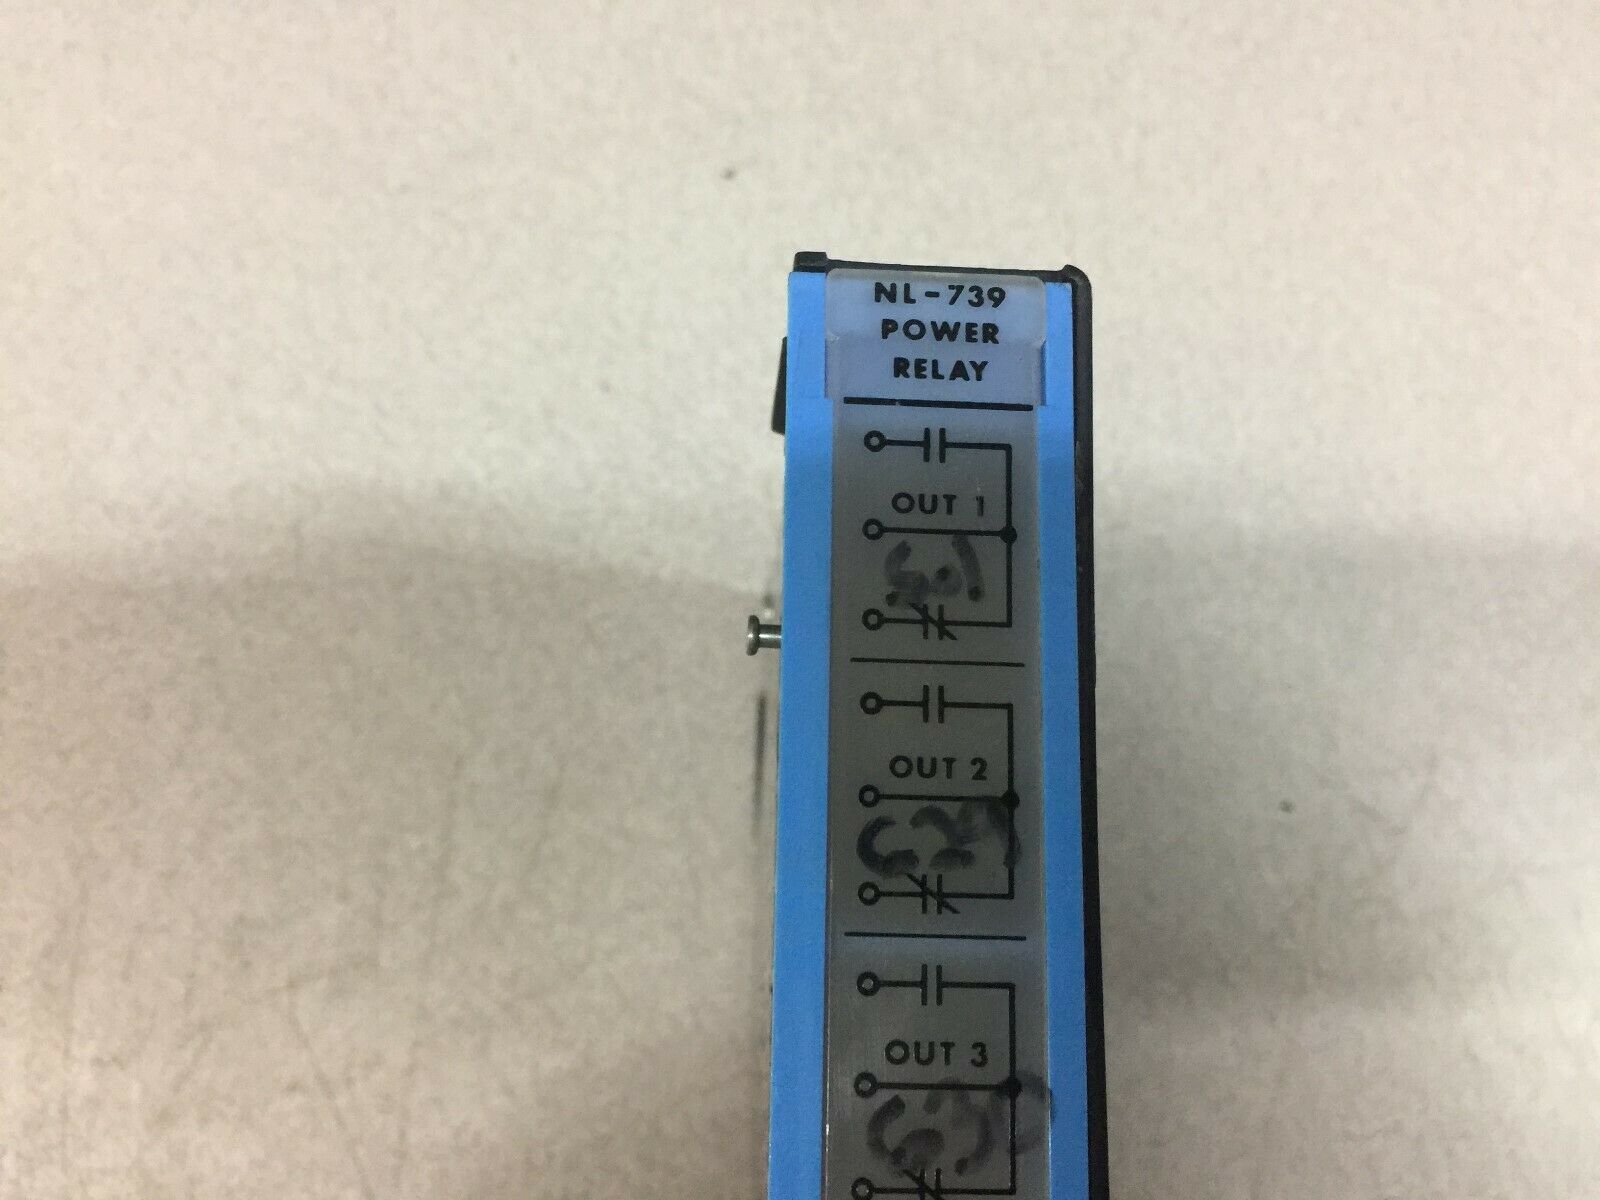 NL-739
POWER
RELAY
OUT 1
OUT 2
OUT 3